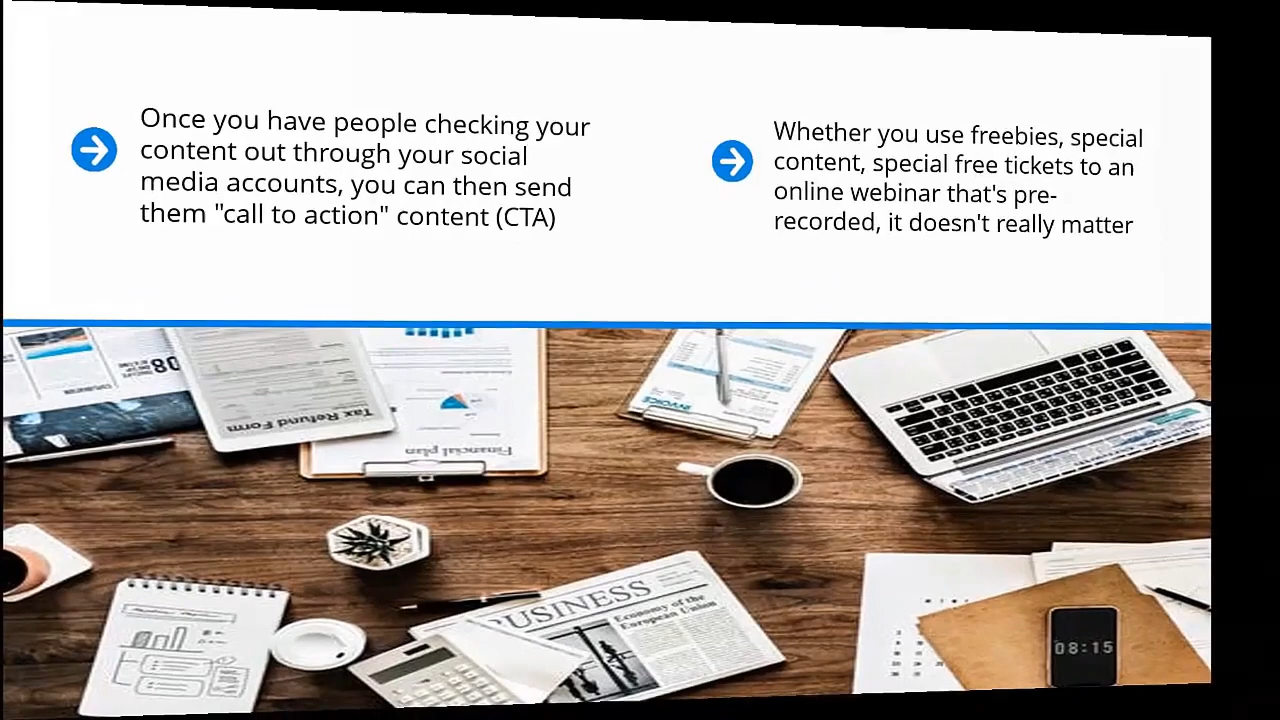 Once you have people checking your
content out through your social
media accounts, you can then send
them "call to action" content (CTA)
Whether you use freebies, special
content, special free tickets to an
online webinar that's pre-
recorded, it doesn't really matter
Tax Refund Form
Financial plan
INVOICE
BUSINESS
Economy of the
European Union
08:15